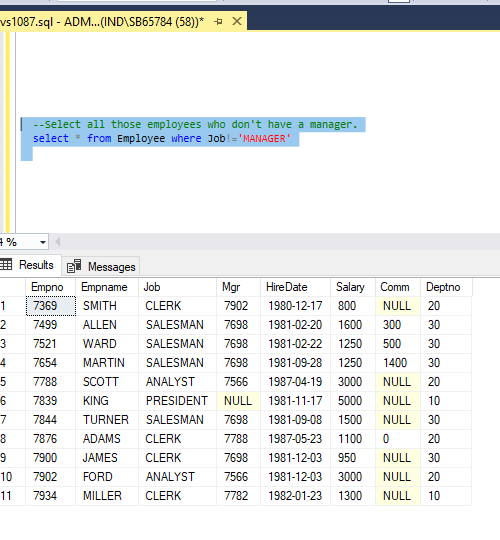 vs1087.sql - ADM...(IND\SB65784 (58))*
--Select all those employees who don't have a manager.
select * from Employee where Job!='MANAGER'
4 %
Results Messages
Empno Empname Job Mgr HireDate Salary Comm Deptno
1 7369 SMITH CLERK 7902 1980-12-17 800 NULL 20
2 7499 ALLEN SALESMAN 7698 1981-02-20 1600 300 30
3 7521 WARD SALESMAN 7698 1981-02-22 1250 500 30
4 7654 MARTIN SALESMAN 7698 1981-09-28 1250 1400 30
5 7788 SCOTT ANALYST 7566 1987-04-19 3000 NULL 20
6 7839 KING PRESIDENT NULL 1981-11-17 5000 NULL 10
7 7844 TURNER SALESMAN 7698 1981-09-08 1500 NULL 30
8 7876 ADAMS CLERK 7788 1987-05-23 1100 0 20
9 7900 JAMES CLERK 7698 1981-12-03 950 NULL 30
10 7902 FORD ANALYST 7566 1981-12-03 3000 NULL 20
11 7934 MILLER CLERK 7782 1982-01-23 1300 NULL 10